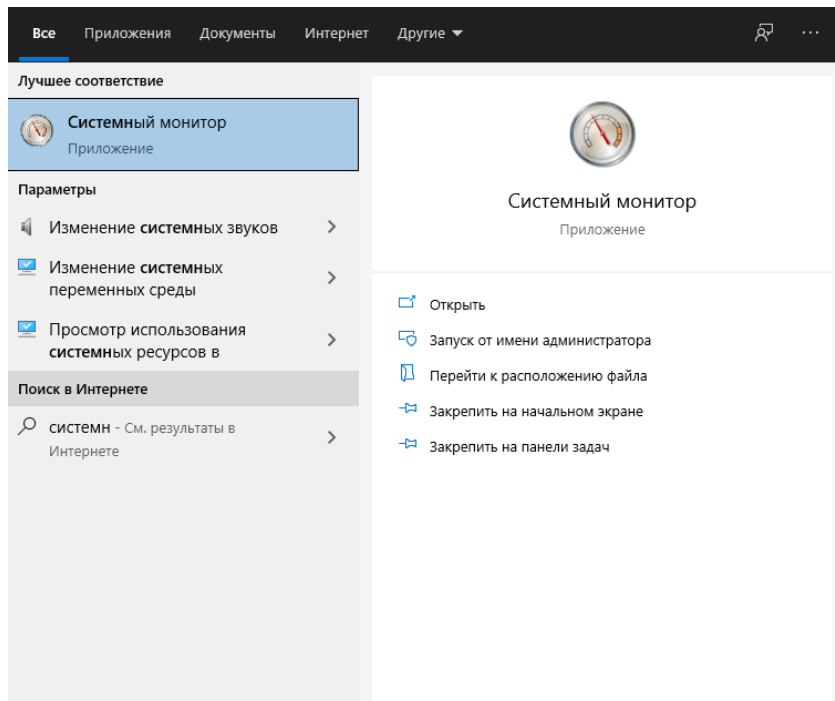 Все Приложения Документы Интернет Другие
Лучшее соответствие
Системный монитор
Приложение
Параметры
Изменение системных звуков
Изменение системных
переменных среды
Просмотр использования
системных ресурсов в
Поиск в Интернете
системн - См. результаты в
Интернете
Системный монитор
Приложение
Открыть
Запуск от имени администратора
Перейти к расположению файла
Закрепить на начальном экране
Закрепить на панели задач